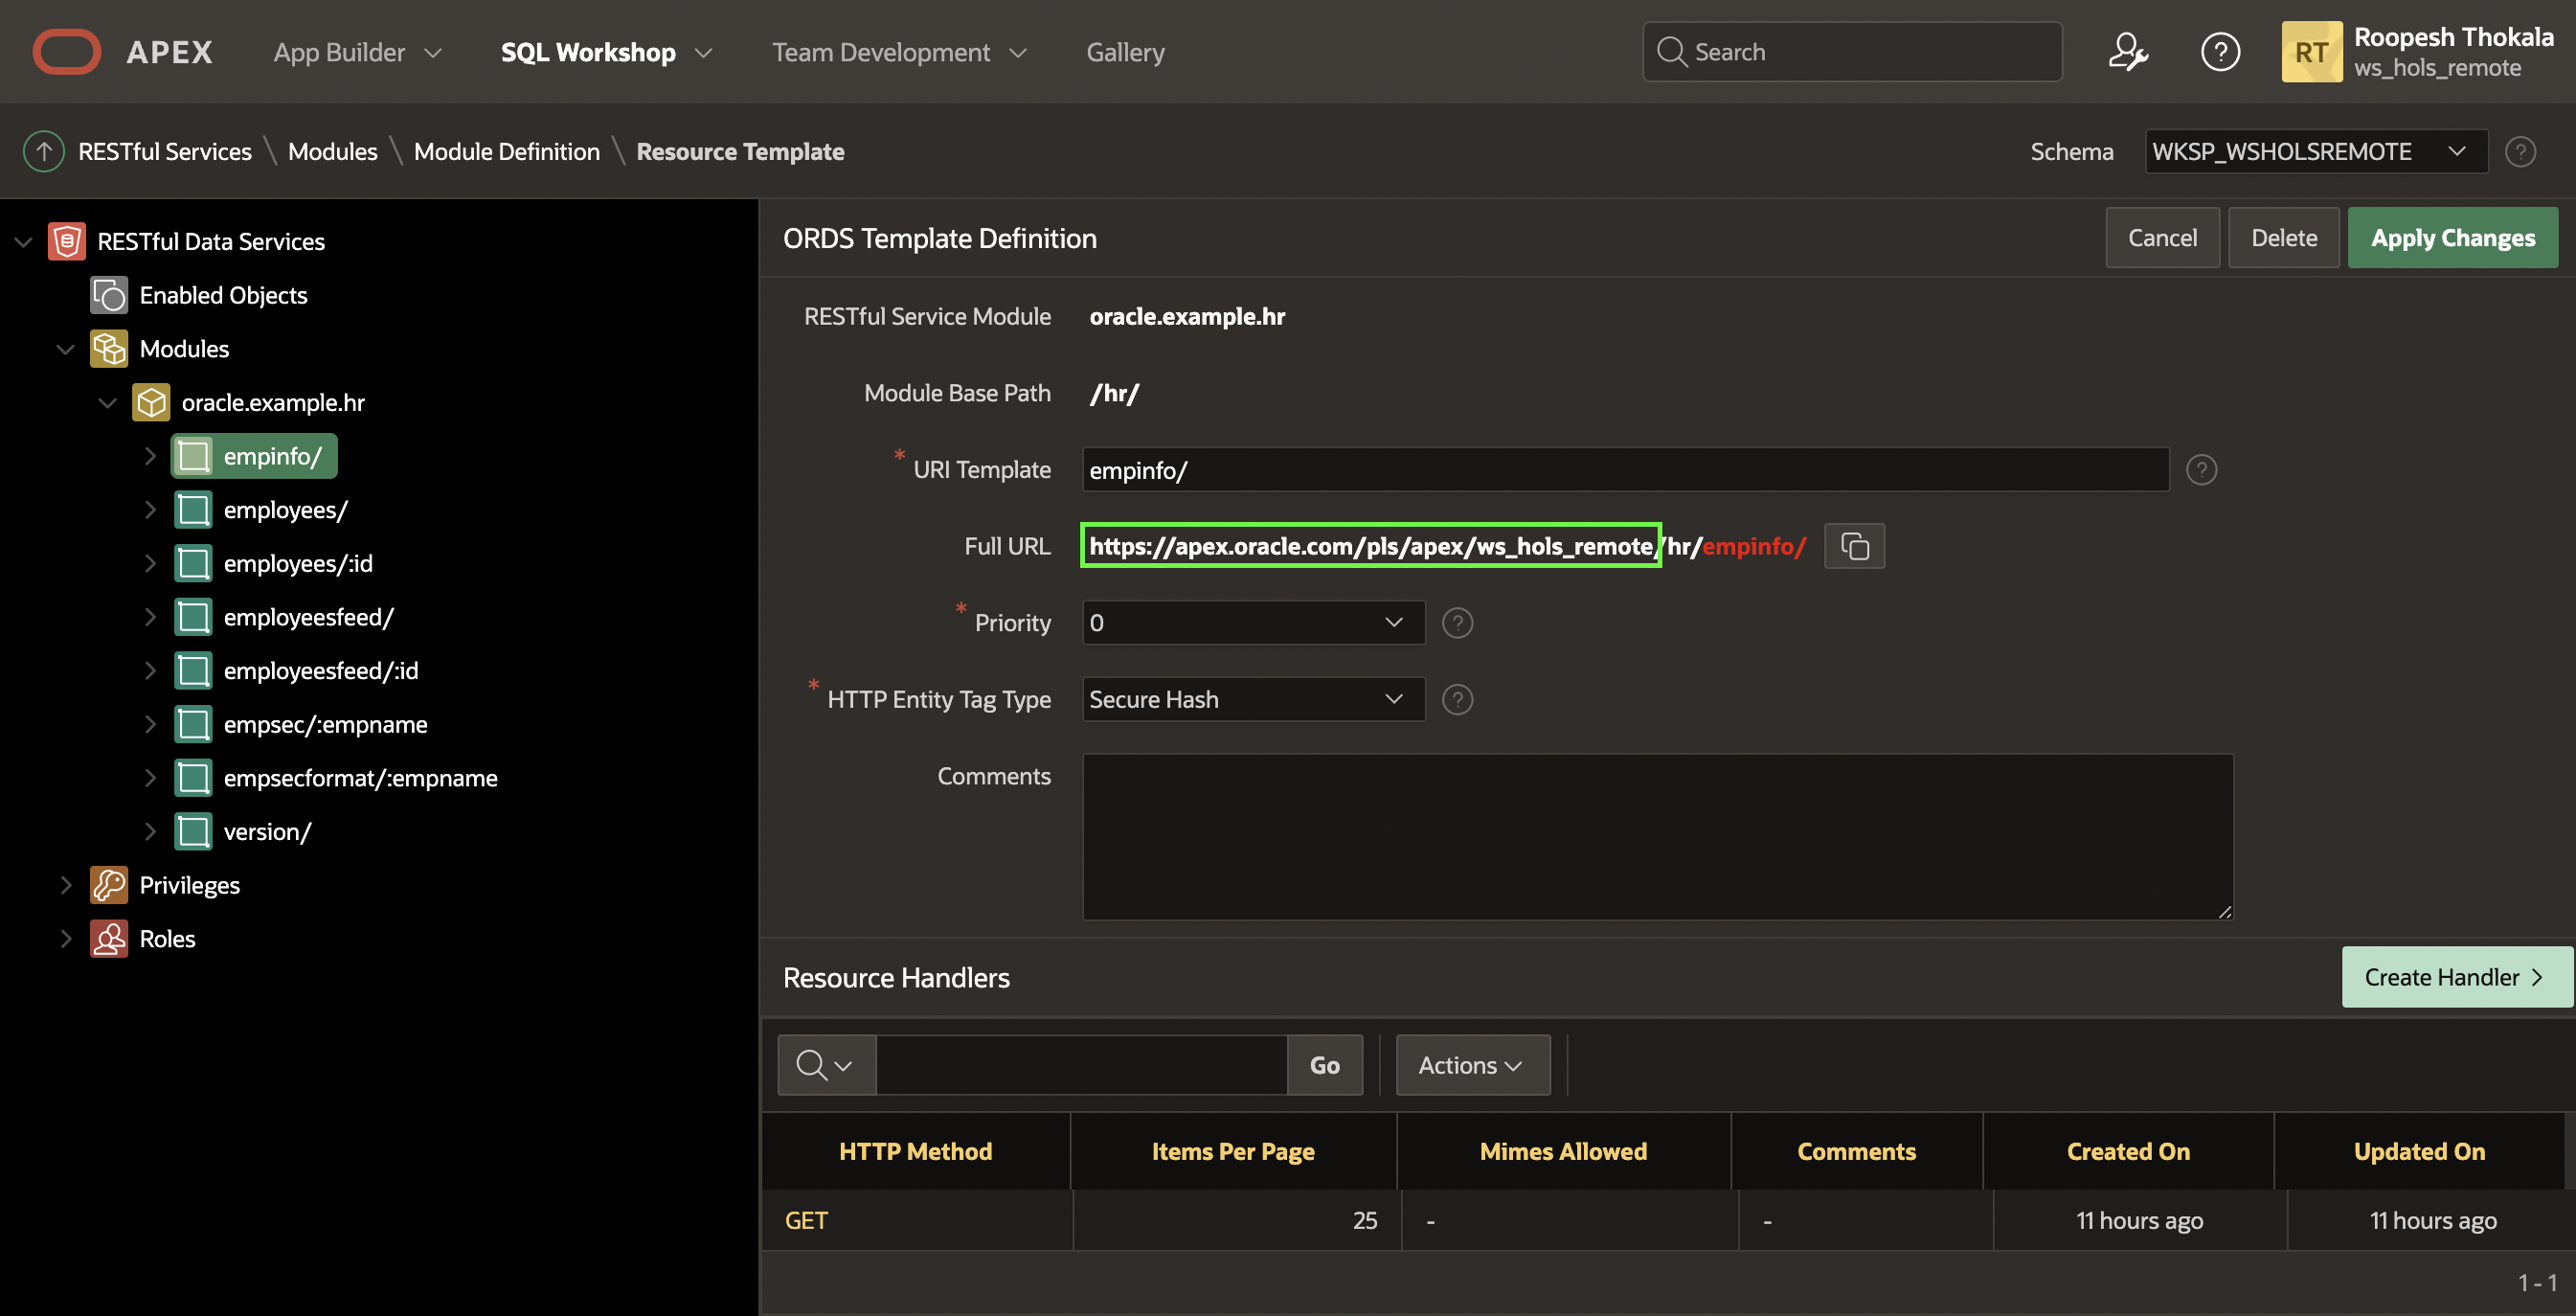 APEX App Builder SQL Workshop Team Development Gallery Search RT Roopesh Thokala
ws_hols_remote
RESTful Services \ Modules \ Module Definition \ Resource Template Schema WKSP_WSHOLSREMOTE
RESTful Data Services
Enabled Objects
Modules
oracle.example.hr
empinfo/
employees/
employees/:id
employeesfeed/
employeesfeed/:id
empsec/:empname
empsecformat/:empname
version/
Privileges
Roles
ORDS Template Definition Cancel Delete Apply Changes
RESTful Service Module oracle.example.hr
Module Base Path /hr/
* URI Template empinfo/
Full URL https://apex.oracle.com/pls/apex/ws_hols_remote/hr/empinfo/
* Priority 0
* HTTP Entity Tag Type Secure Hash
Comments
Resource Handlers Create Handler >
Go Actions
HTTP Method Items Per Page Mimes Allowed Comments Created On Updated On
GET 25 - - 11 hours ago 11 hours ago
1 - 1